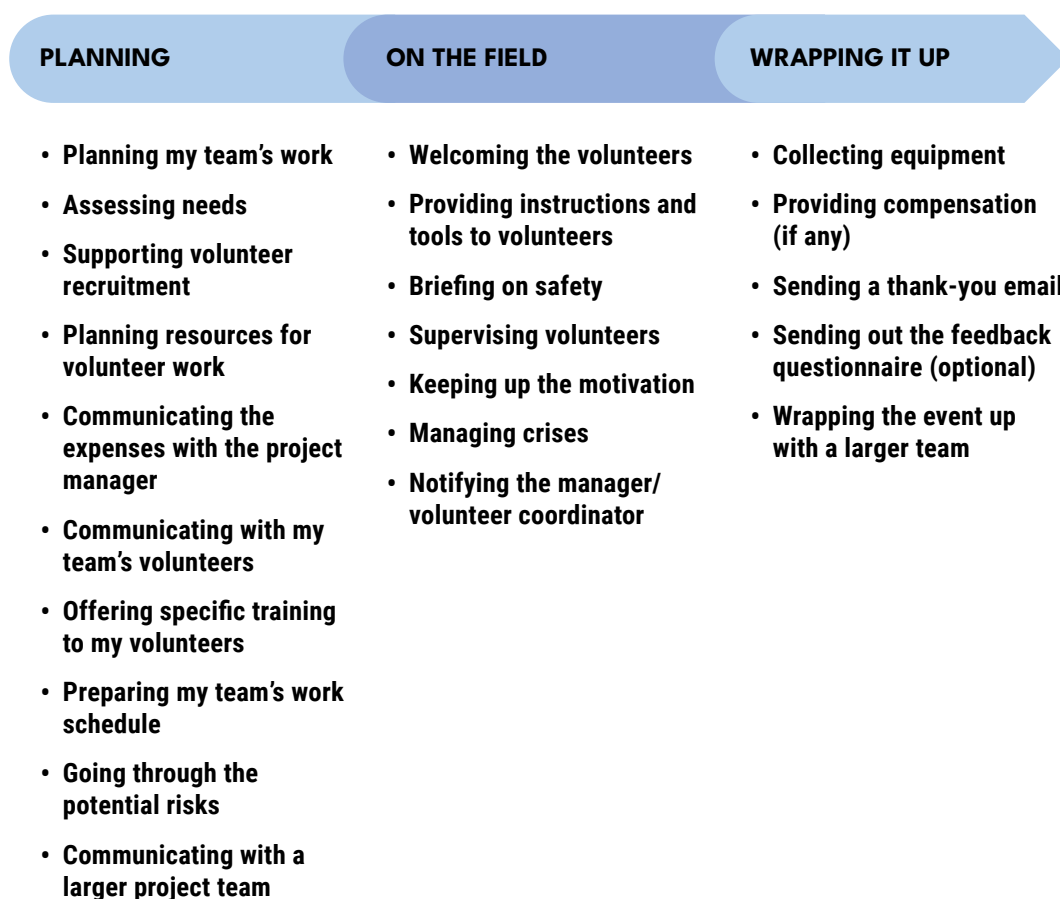 PLANNING
• Planning my team’s work
• Assessing needs
• Supporting volunteer
recruitment
• Planning resources for
volunteer work
• Communicating the
expenses with the project
manager
• Communicating with my
team’s volunteers
• Offering specific training
to my volunteers
• Preparing my team’s work
schedule
• Going through the
potential risks
• Communicating with a
larger project team
ON THE FIELD
• Welcoming the volunteers
• Providing instructions and
tools to volunteers
• Briefing on safety
• Supervising volunteers
• Keeping up the motivation
• Managing crises
• Notifying the manager/
volunteer coordinator
WRAPPING IT UP
• Collecting equipment
• Providing compensation
(if any)
• Sending a thank-you email
• Sending out the feedback
questionnaire (optional)
• Wrapping the event up
with a larger team